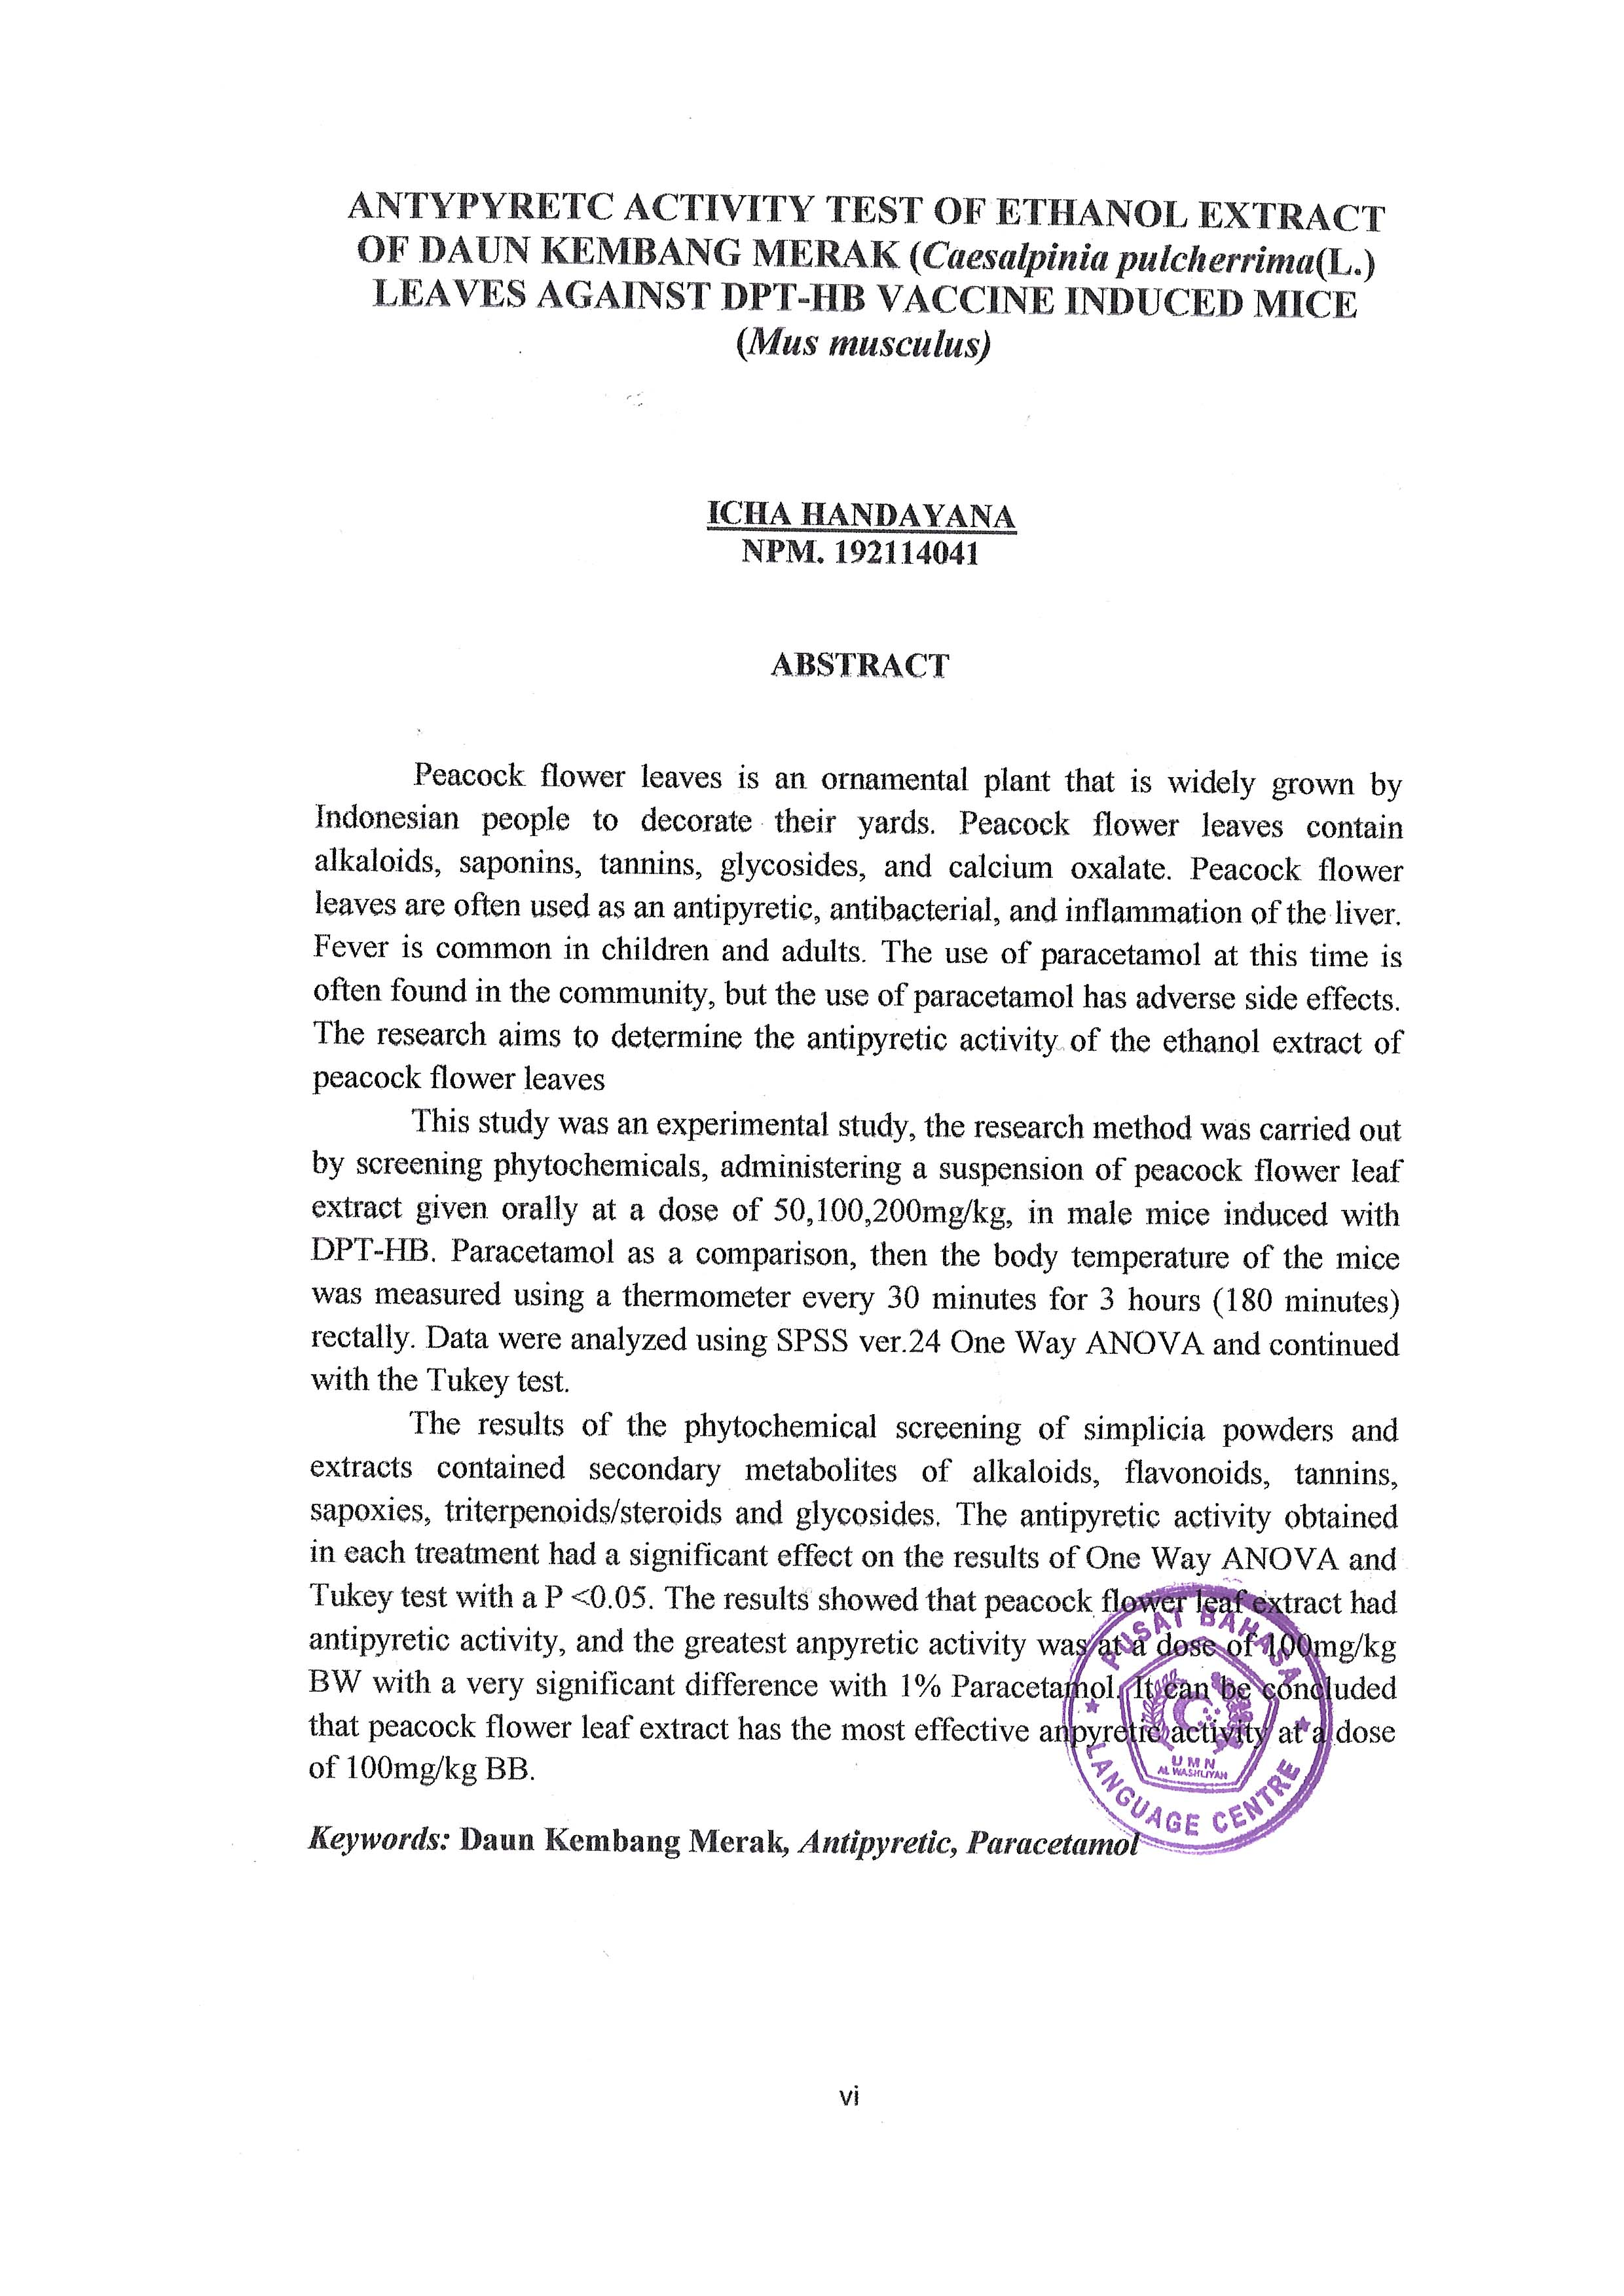 ANTYPYRETC ACTIVITY TEST OF ETHANOL EXTRACT
OF DAUN KEMBANG MERAK (Caesalpinia pulcherrima(L.)
LEAVES AGAINST DPT-HB VACCINE INDUCED MICE
(Mus musculus)
ICHA HANDAYANA
NPM. 192114041
ABSTRACT
Peacock flower leaves is an ornamental plant that is widely grown by
Indonesian people to decorate their yards. Peacock flower leaves contain
alkaloids, saponins, tannins, glycosides, and calcium oxalate. Peacock flower
leaves are often used as an antipyretic, antibacterial, and inflammation of the liver.
Fever is common in children and adults. The use of paracetamol at this time is
often found in the community, but the use of paracetamol has adverse side effects.
The research aims to determine the antipyretic activity of the ethanol extract of
peacock flower leaves
This study was an experimental study, the research method was carried out
by screening phytochemicals, administering a suspension of peacock flower leaf
extract given orally at a dose of 50,100,200mg/kg, in male mice induced with
DPT-HB. Paracetamol as a comparison, then the body temperature of the mice
was measured using a thermometer every 30 minutes for 3 hours (180 minutes)
rectally. Data were analyzed using SPSS ver.24 One Way ANOVA and continued
with the Tukey test.
The results of the phytochemical screening of simplicia powders and
extracts contained secondary metabolites of alkaloids, flavonoids, tannins,
sapoxies, triterpenoids/steroids and glycosides. The antipyretic activity obtained
in each treatment had a significant effect on the results of One Way ANOVA and
Tukey test with a P <0.05. The results showed that peacock flower leaf extract had
antipyretic activity, and the greatest anpyretic activity was at a dose of 100mg/kg
BW with a very significant difference with 1% Paracetamol. It can be concluded
that peacock flower leaf extract has the most effective anpyretic activity at a dose
of 100mg/kg BB.
Keywords: Daun Kembang Merak, Antipyretic, Paracetamol
PUSAT BAHASA
UMN
AL WASHLIYAH
LANGUAGE CENTRE
vi